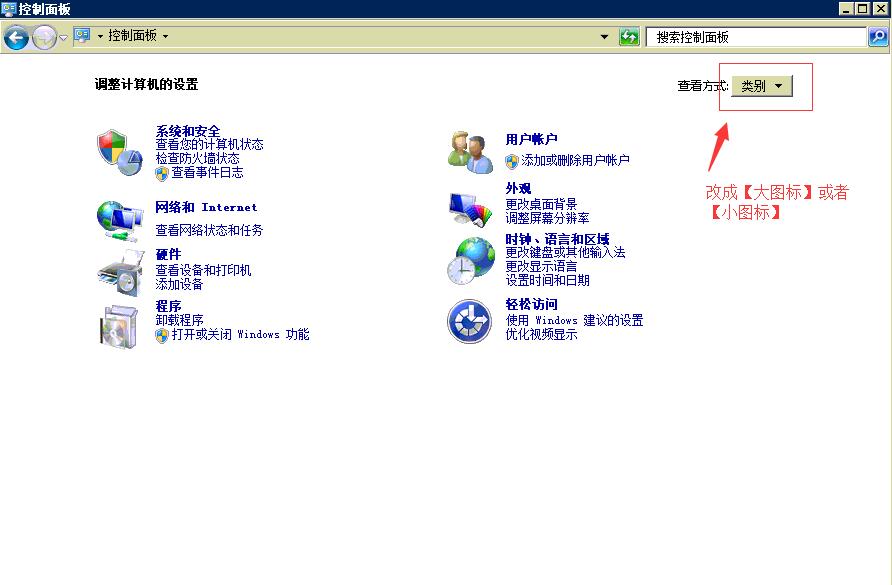 控制面板
控制面板
搜索控制面板
调整计算机的设置
查看方式:
类别
改成【大图标】或者
【小图标】
系统和安全
查看您的计算机状态
检查防火墙状态
查看事件日志
网络和 Internet
查看网络状态和任务
硬件
查看设备和打印机
添加设备
程序
卸载程序
打开或关闭 Windows 功能
用户帐户
添加或删除用户帐户
外观
更改桌面背景
调整屏幕分辨率
时钟、语言和区域
更改键盘或其他输入法
更改显示语言
设置时间和日期
轻松访问
使用 Windows 建议的设置
优化视频显示